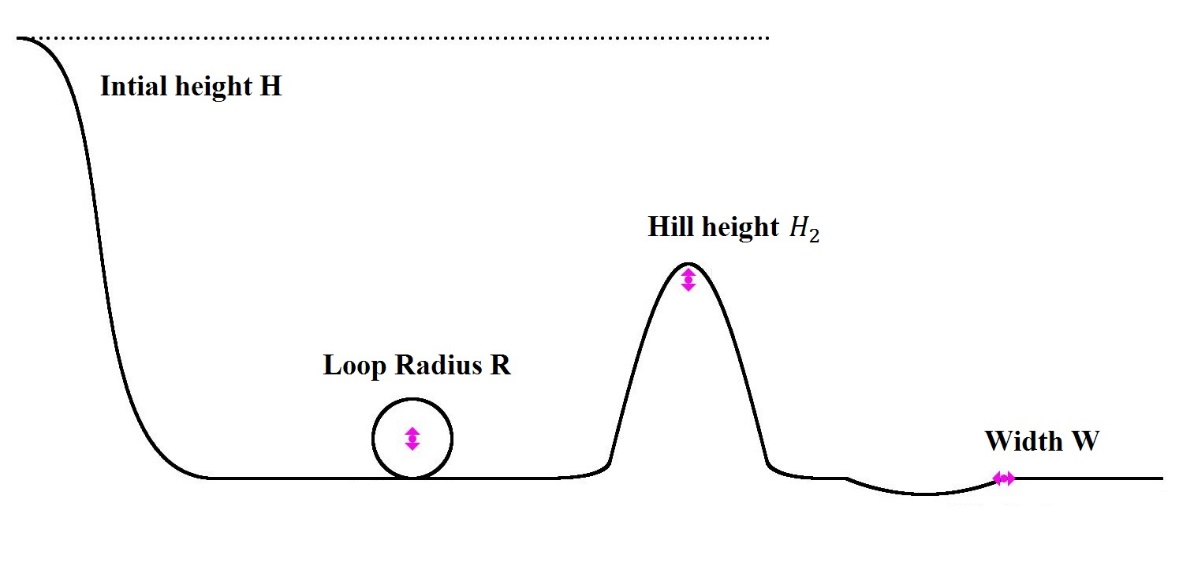 Intial height H
Hill height H₂
Loop Radius R
Width W